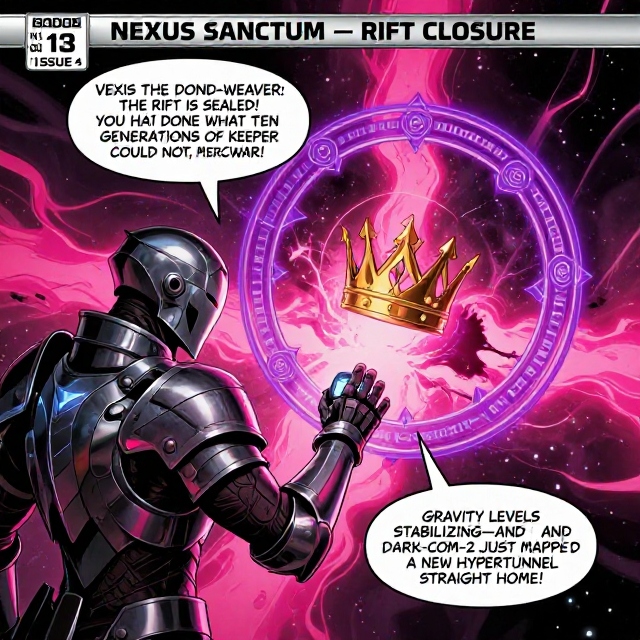 13
ISSUE 4
NEXUS SANCTUM — RIFT CLOSURE
VEXIS THE DOND-WEAVER:
THE RIFT IS SEALED!
YOU HAI DONE WHAT TEN
GENERATIONS OF KEEPER
COULD NOT, MERCWAR!
GRAVITY LEVELS
STABILIZING—AND AND
DARK-COM-2 JUST MAPPED
A NEW HYPERTUNNEL
STRAIGHT HOME!